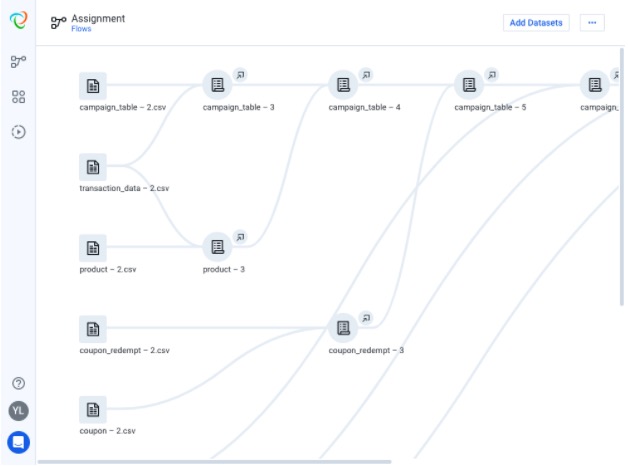 Assignment
Flows
Add Datasets
...
campaign_table – 2.csv
campaign_table – 3
campaign_table – 4
campaign_table – 5
campaign_
transaction_data – 2.csv
product – 2.csv
product – 3
coupon_redempt – 2.csv
coupon_redempt – 3
coupon – 2.csv
YL